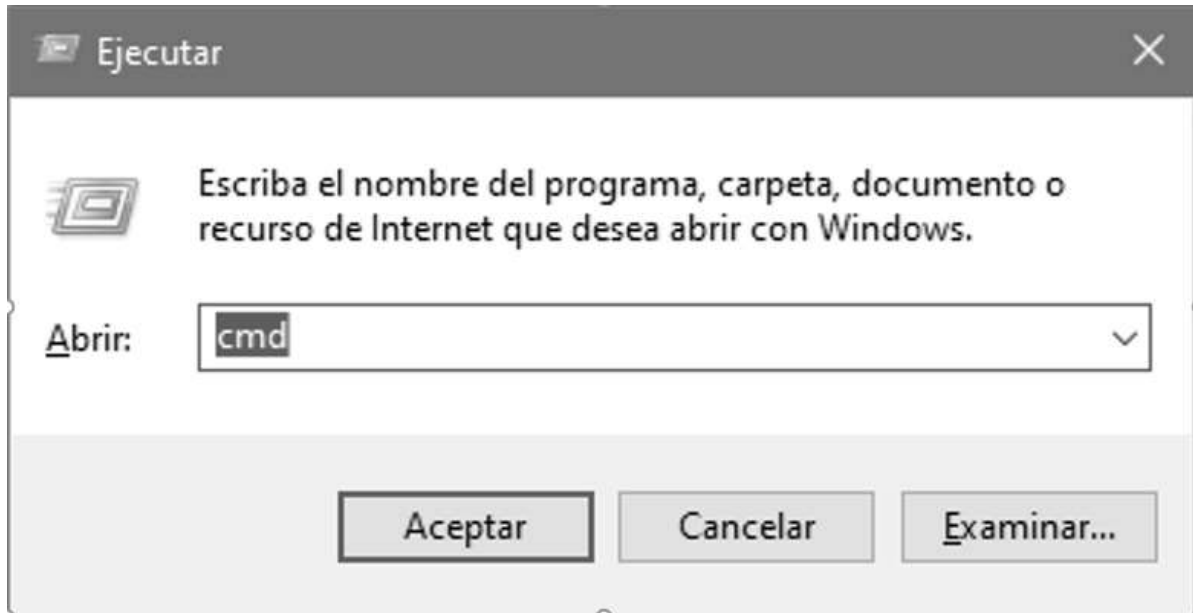 Ejecutar
Escriba el nombre del programa, carpeta, documento o
recurso de Internet que desea abrir con Windows.
Abrir: cmd
Aceptar Cancelar Examinar...